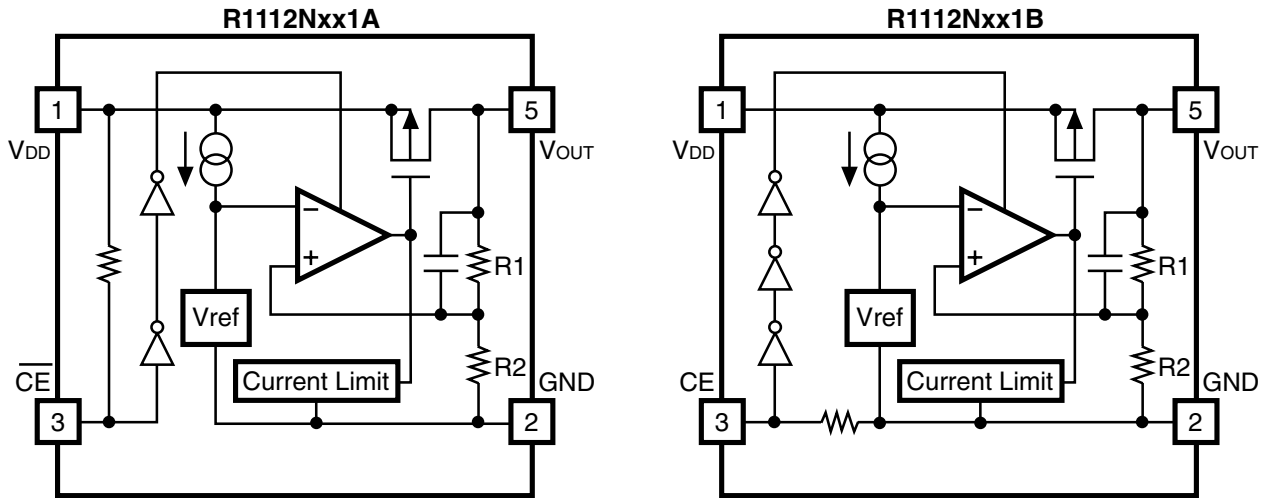 R1112Nxx1A
1
VDD
5
VOUT
−
+
R1
Vref
R2
Current Limit
C̅E̅
3
GND
2
R1112Nxx1B
1
VDD
5
VOUT
−
+
R1
Vref
R2
Current Limit
CE
3
GND
2